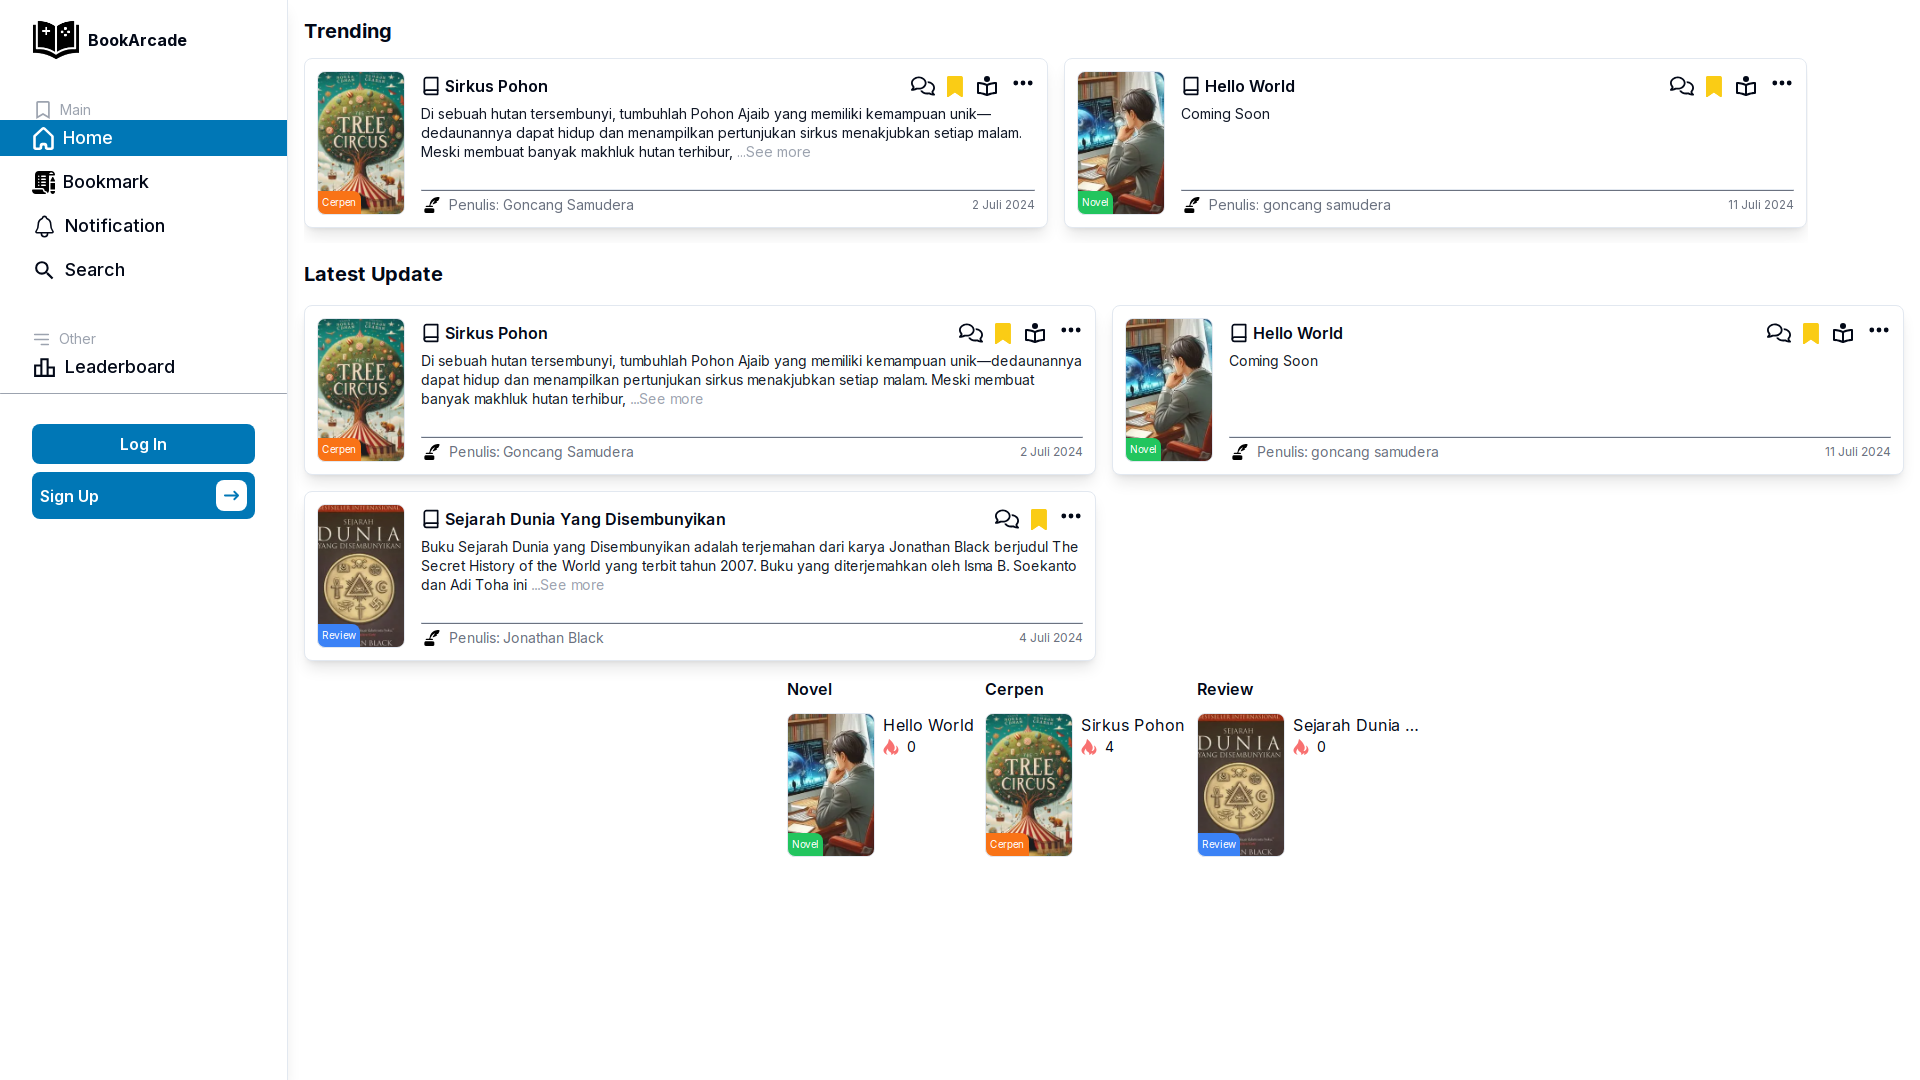 BookArcade
Main
Home
Bookmark
Notification
Search
Other
Leaderboard
Log In
Sign Up
Trending
THE
TREE
CIRCUS
Cerpen
Sirkus Pohon
Di sebuah hutan tersembunyi, tumbuhlah Pohon Ajaib yang memiliki kemampuan unik—
dedaunannya dapat hidup dan menampilkan pertunjukan sirkus menakjubkan setiap malam.
Meski membuat banyak makhluk hutan terhibur, ...See more
Penulis: Goncang Samudera
2 Juli 2024
Novel
Hello World
Coming Soon
Penulis: goncang samudera
11 Juli 2024
Latest Update
THE
TREE
CIRCUS
Cerpen
Sirkus Pohon
Di sebuah hutan tersembunyi, tumbuhlah Pohon Ajaib yang memiliki kemampuan unik—dedaunannya
dapat hidup dan menampilkan pertunjukan sirkus menakjubkan setiap malam. Meski membuat
banyak makhluk hutan terhibur, ...See more
Penulis: Goncang Samudera
2 Juli 2024
Novel
Hello World
Coming Soon
Penulis: goncang samudera
11 Juli 2024
SEJARAH
DUNIA
YANG DISEMBUNYIKAN
Review
Sejarah Dunia Yang Disembunyikan
Buku Sejarah Dunia yang Disembunyikan adalah terjemahan dari karya Jonathan Black berjudul The
Secret History of the World yang terbit tahun 2007. Buku yang diterjemahkan oleh Isma B. Soekanto
dan Adi Toha ini ...See more
Penulis: Jonathan Black
4 Juli 2024
Novel
Novel
Hello World
0
Cerpen
THE
TREE
CIRCUS
Cerpen
Sirkus Pohon
4
Review
SEJARAH
DUNIA
YANG DISEMBUNYIKAN
Review
Sejarah Dunia ...
0